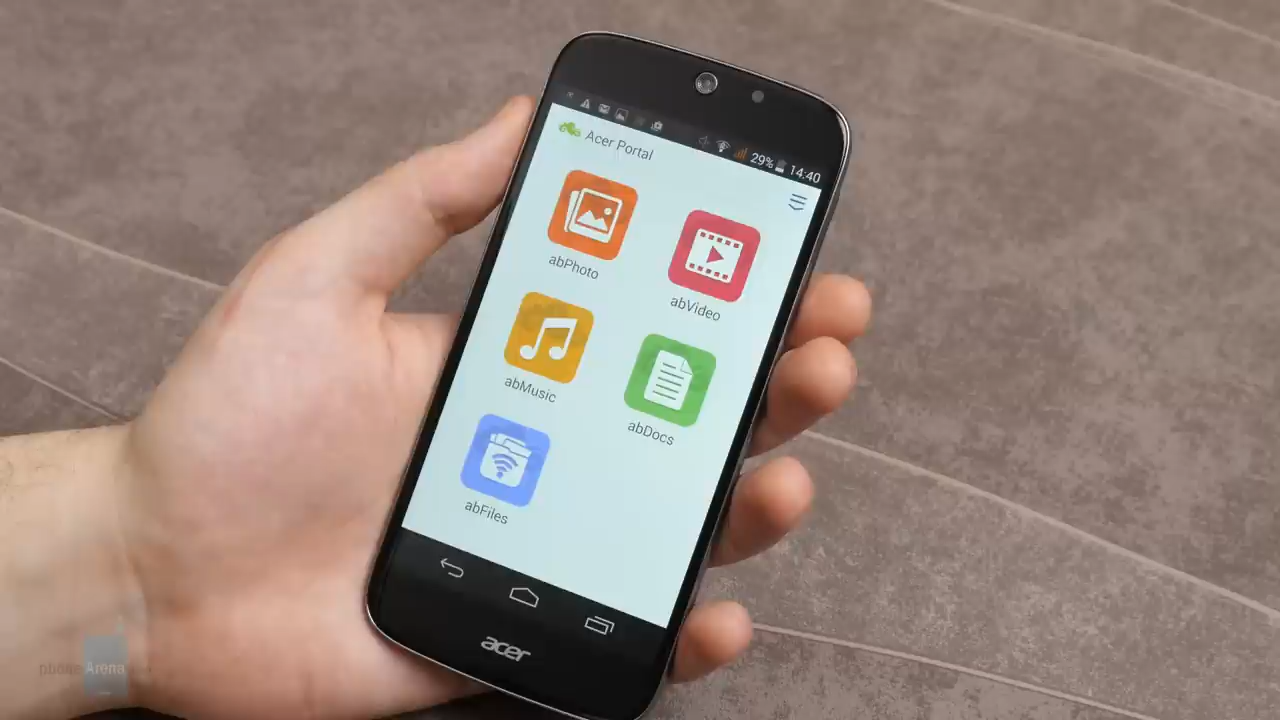 29% 14:40
Acer Portal
abPhoto
abVideo
abMusic
abDocs
abFiles
acer
phoneArena